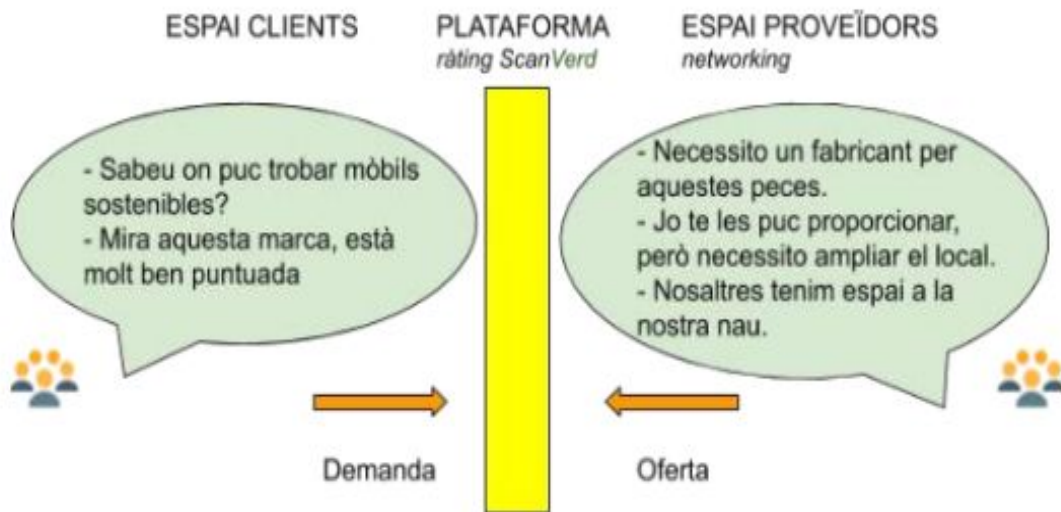 ESPAI CLIENTS
PLATAFORMA
ràting ScanVerd
ESPAI PROVEÏDORS
networking
- Sabeu on puc trobar mòbils
sostenibles?
- Mira aquesta marca, està
molt ben puntuada
- Necessito un fabricant per
aquestes peces.
- Jo te les puc proporcionar,
però necessito ampliar el local.
- Nosaltres tenim espai a la
nostra nau.
Demanda
Oferta